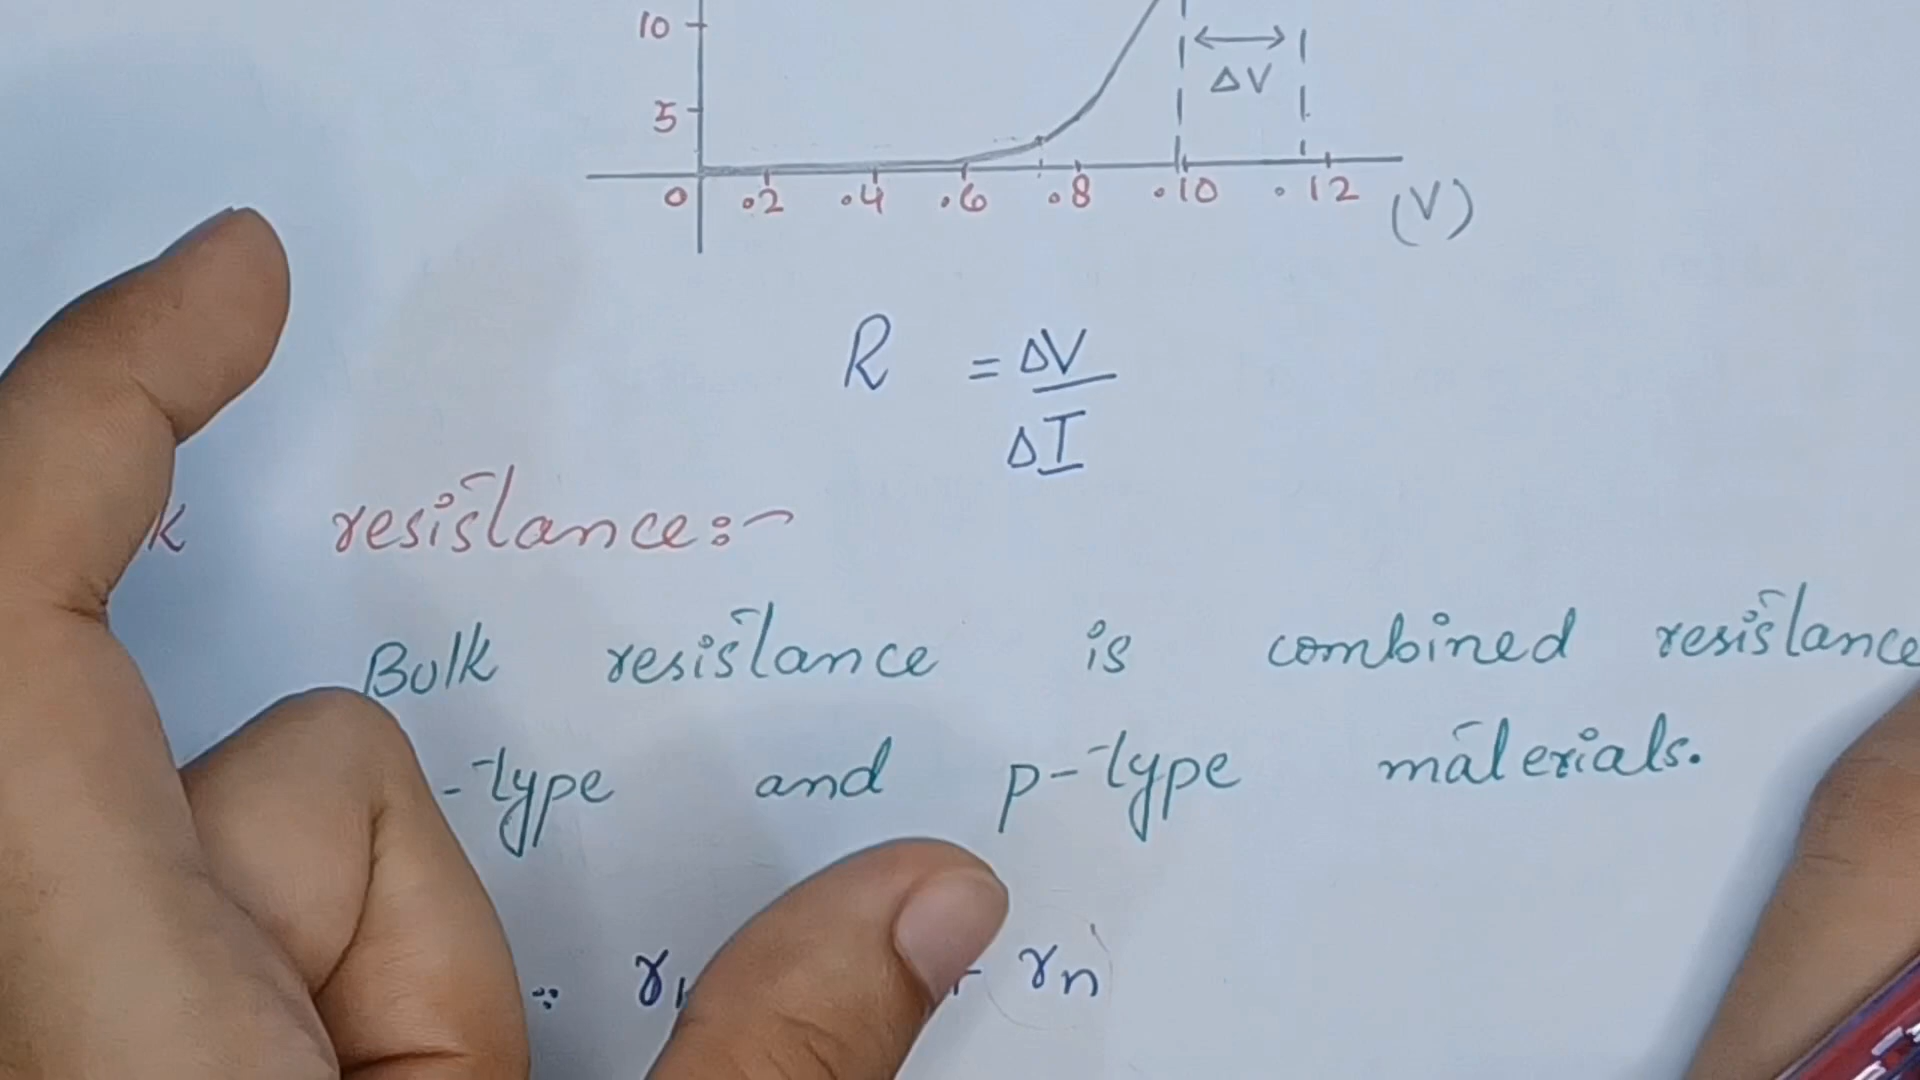 10
ΔV
5
0 .2 .4 .6 .8 .10 .12 (V)
R = ΔV
ΔI
resistance:-
Bulk resistance is combined resistance
-type and p-type materials.
∴ rn